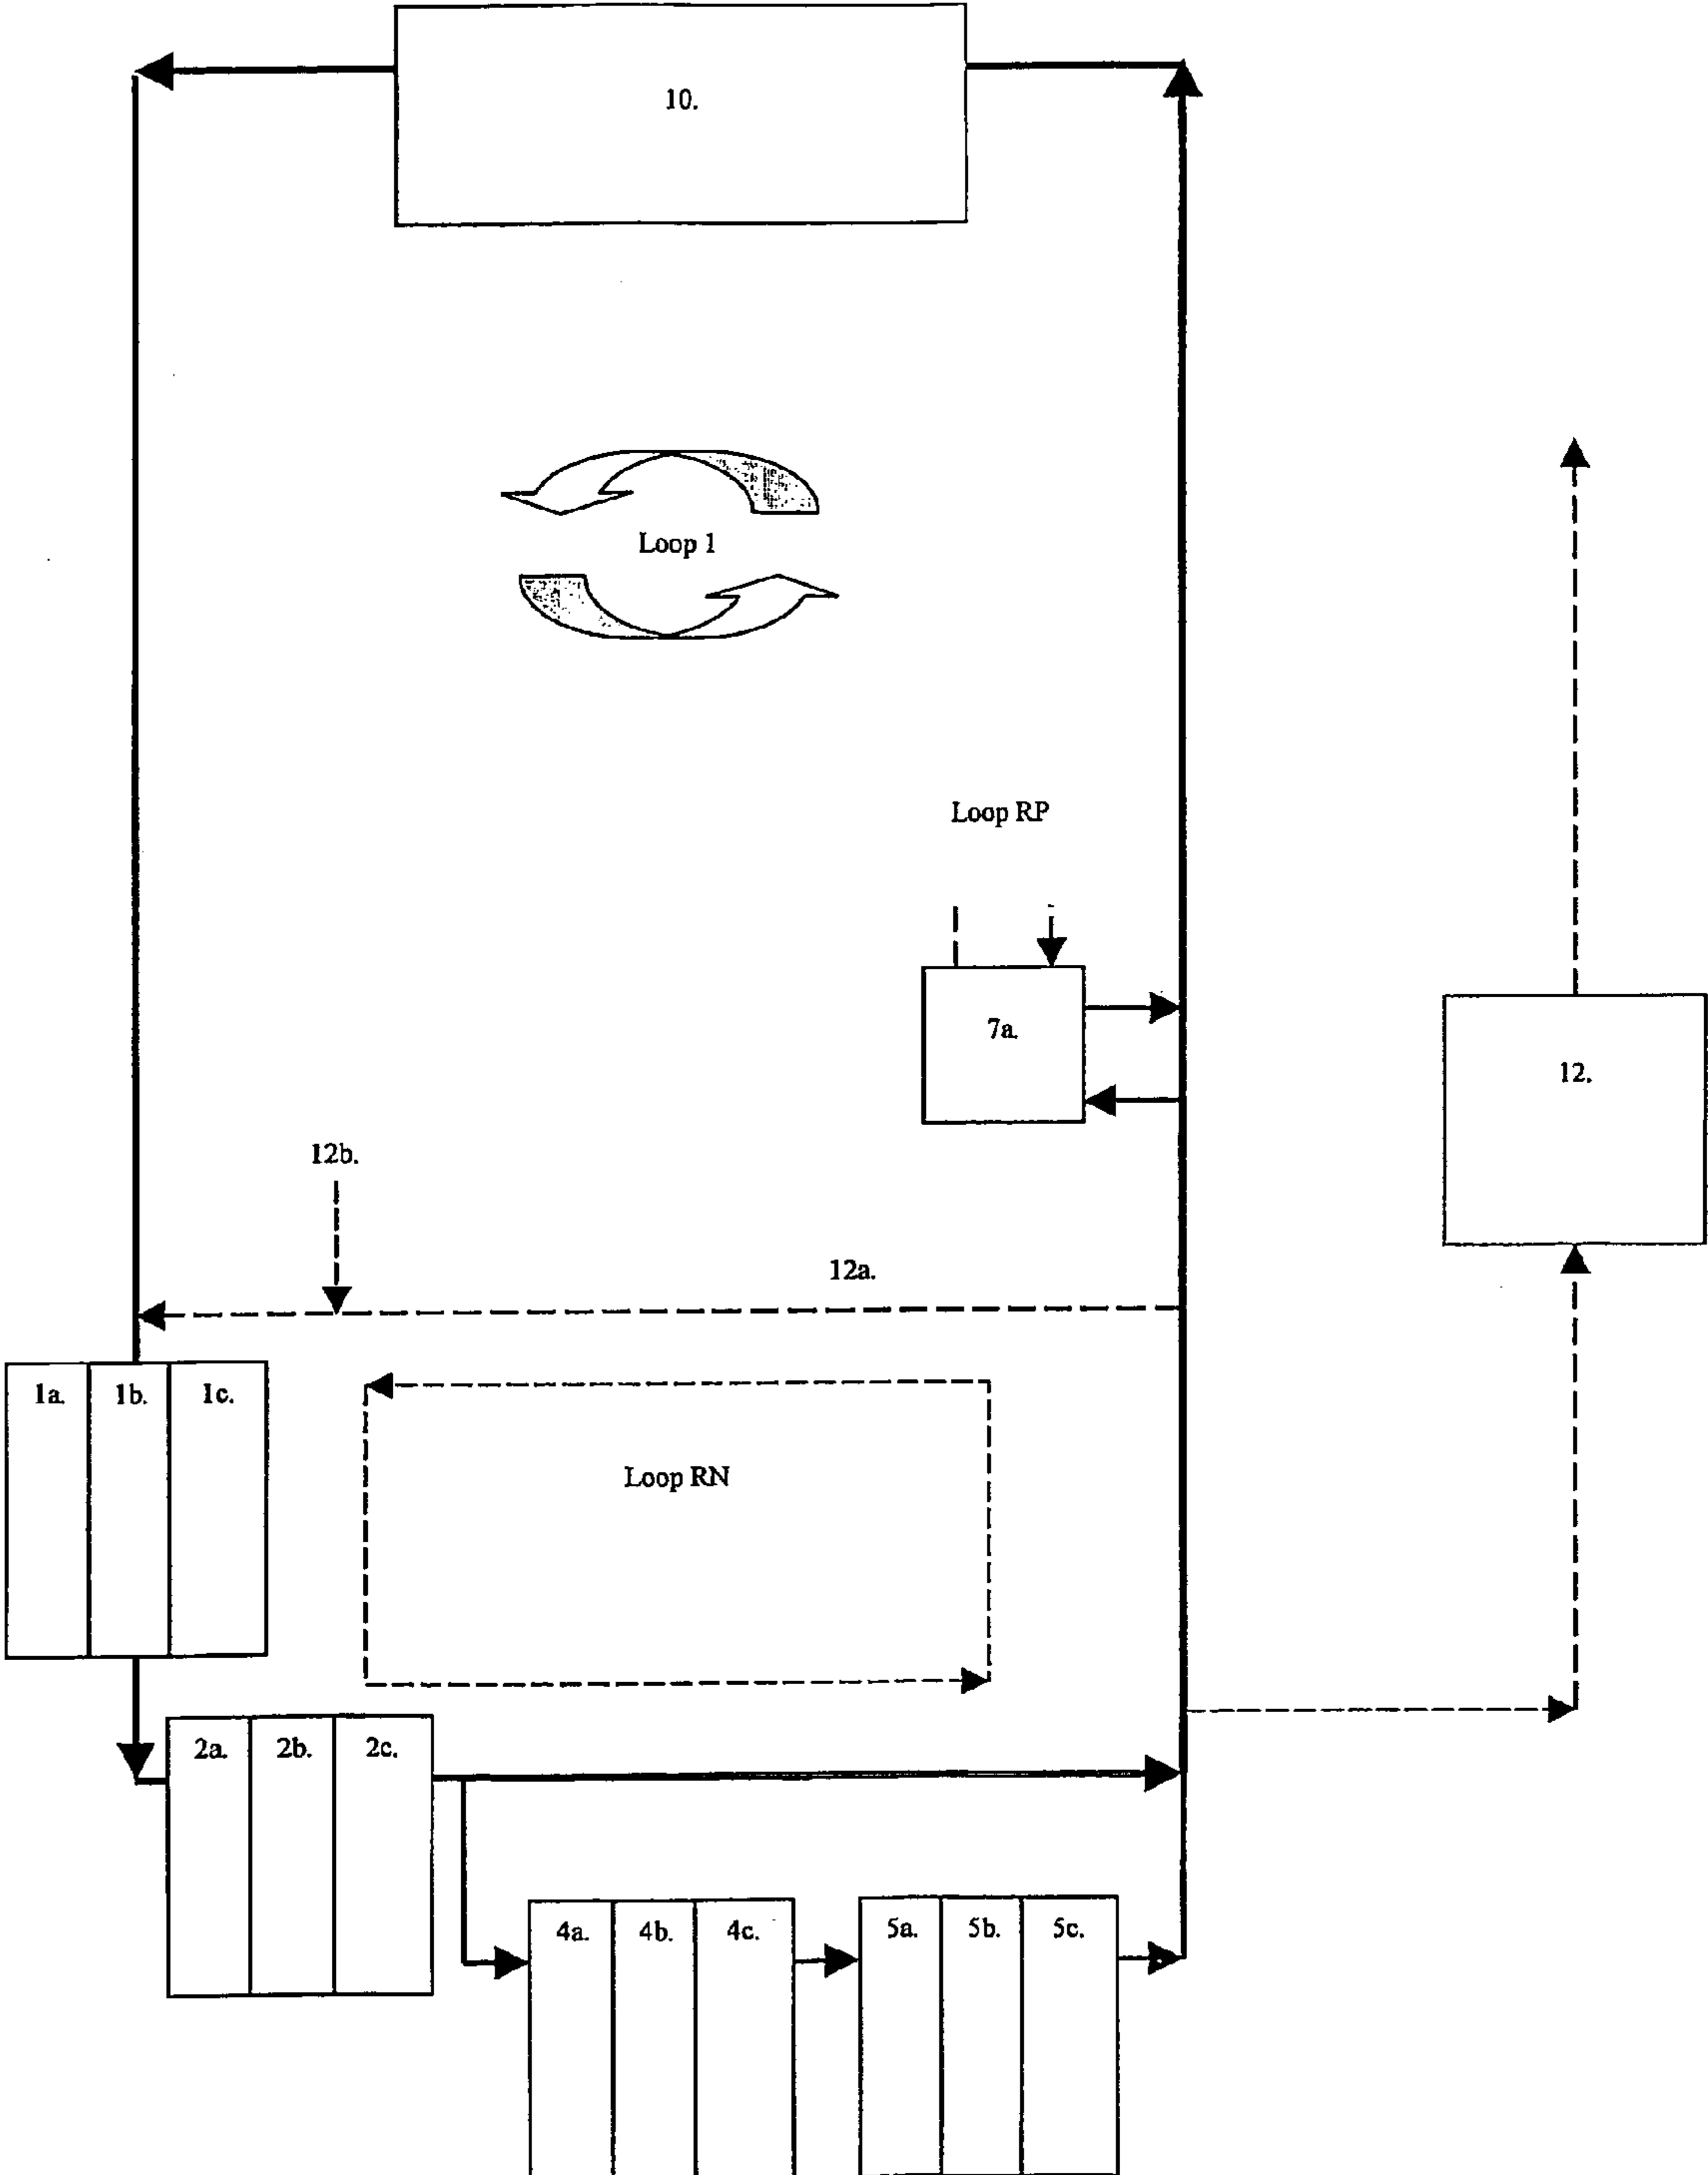 10.
Loop 1
Loop RP
7a.
12.
12b.
12a.
1a. 1b. 1c.
Loop RN
2a. 2b. 2c.
4a. 4b. 4c. 5a. 5b. 5c.